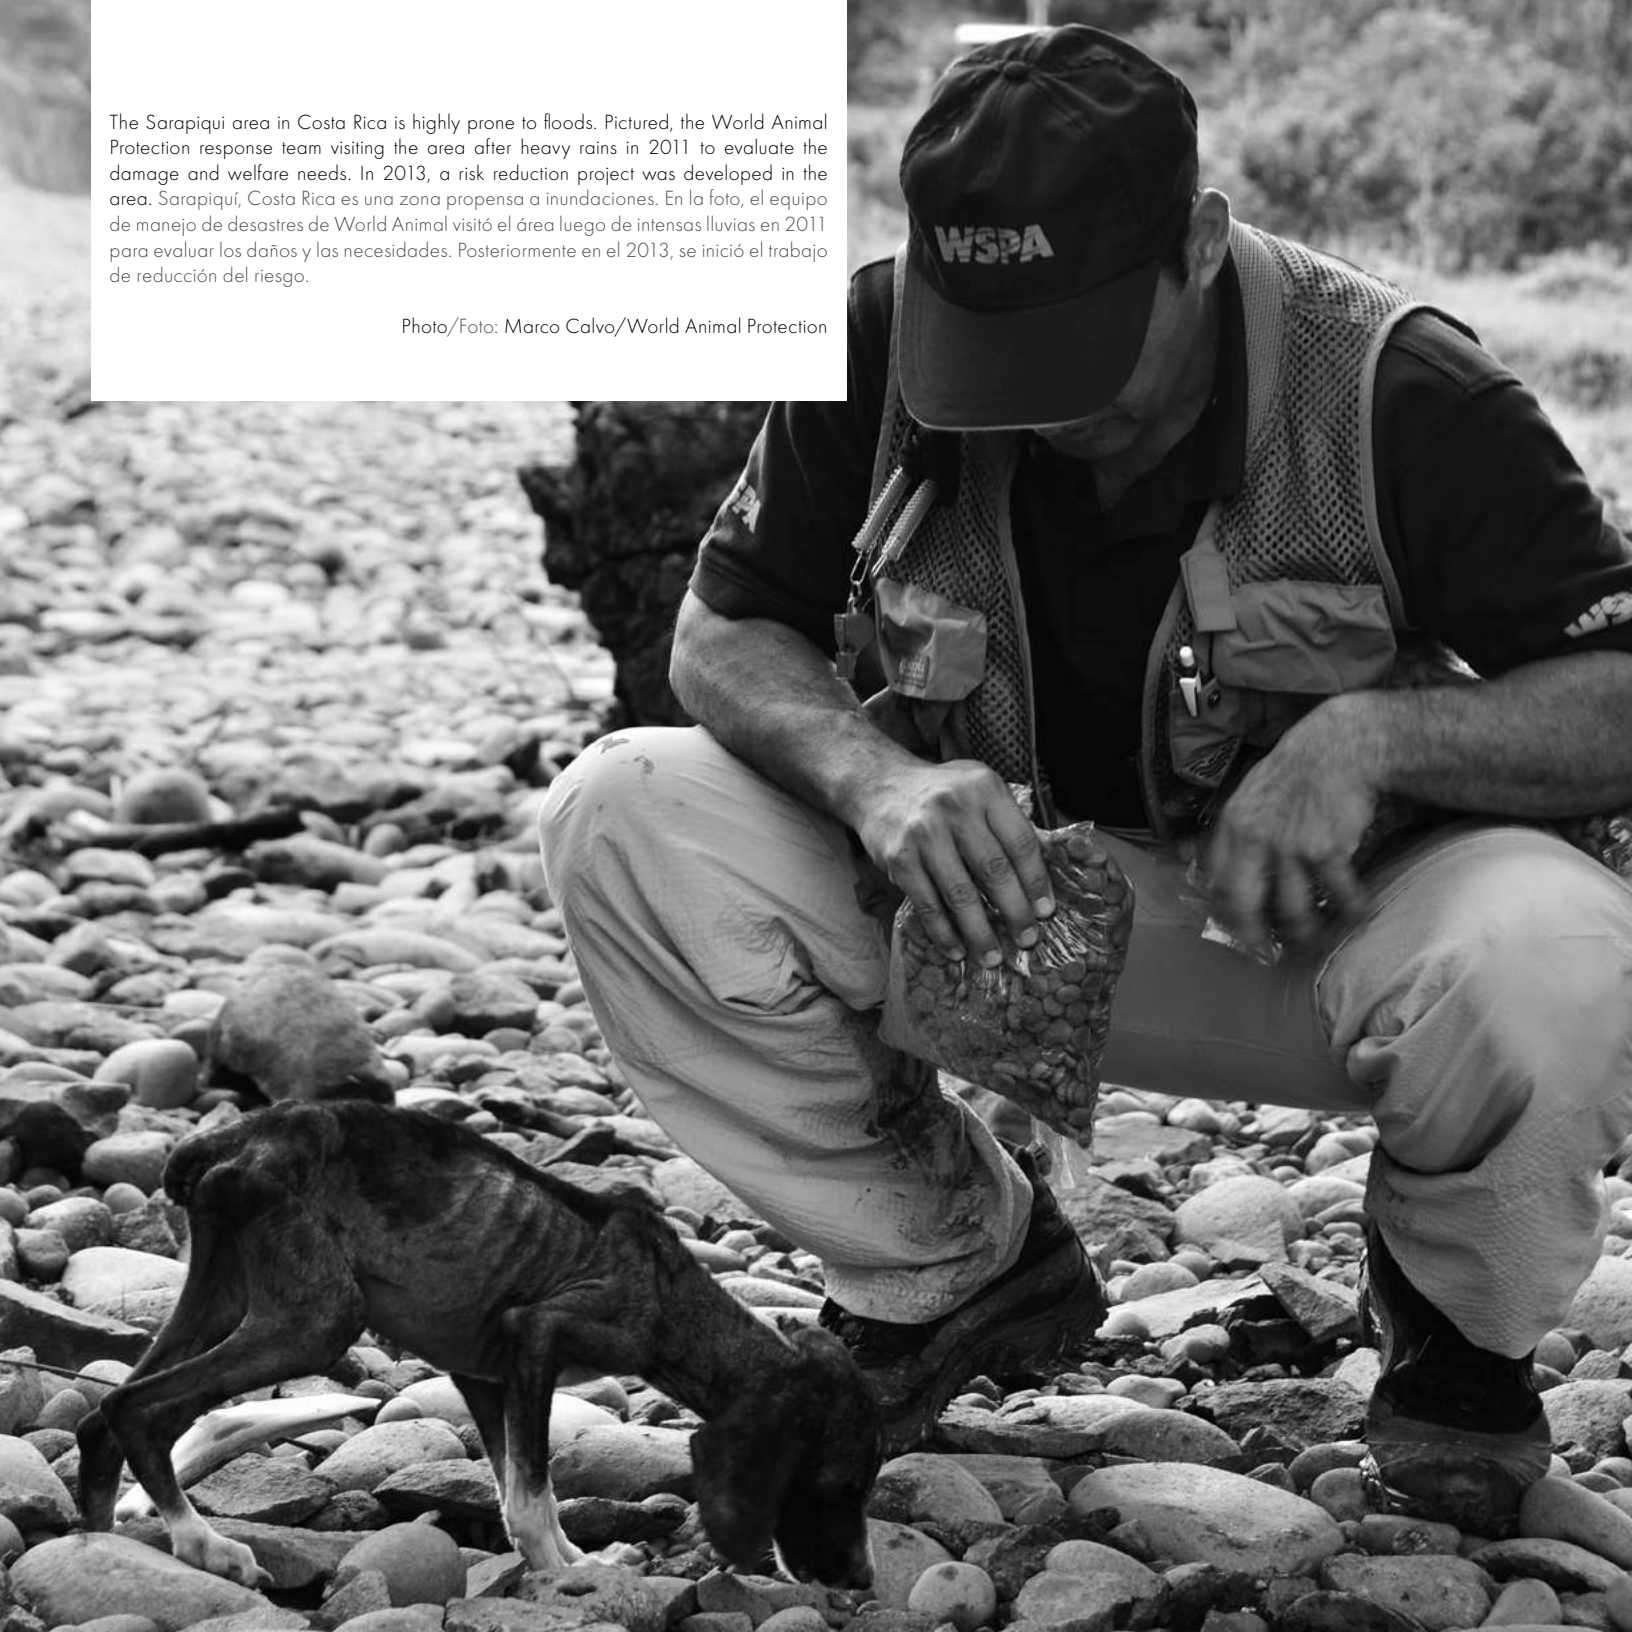 The Sarapiqui area in Costa Rica is highly prone to floods. Pictured, the World Animal
Protection response team visiting the area after heavy rains in 2011 to evaluate the
damage and welfare needs. In 2013, a risk reduction project was developed in the
area. Sarapiquí, Costa Rica es una zona propensa a inundaciones. En la foto, el equipo
de manejo de desastres de World Animal visitó el área luego de intensas lluvias en 2011
para evaluar los daños y las necesidades. Posteriormente en el 2013, se inició el trabajo
de reducción del riesgo.
Photo/Foto: Marco Calvo/World Animal Protection
WSPA
SPA
WS